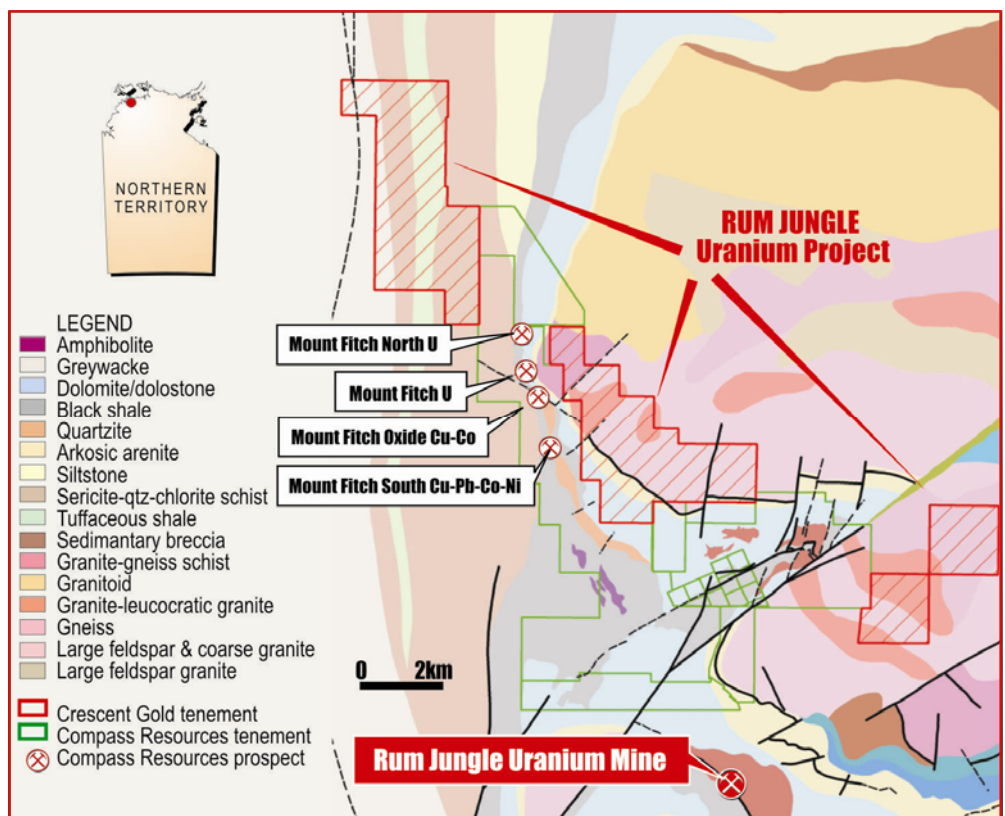 NORTHERN
TERRITORY
RUM JUNGLE
Uranium Project
LEGEND
Amphibolite
Greywacke
Dolomite/dolostone
Black shale
Quartzite
Arkosic arenite
Siltstone
Sericite-qtz-chlorite schist
Tuffaceous shale
Sedimantary breccia
Granite-gneiss schist
Granitoid
Granite-leucocratic granite
Gneiss
Large feldspar & coarse granite
Large feldspar granite
Crescent Gold tenement
Compass Resources tenement
Compass Resources prospect
Mount Fitch North U
Mount Fitch U
Mount Fitch Oxide Cu-Co
Mount Fitch South Cu-Pb-Co-Ni
0 2km
Rum Jungle Uranium Mine